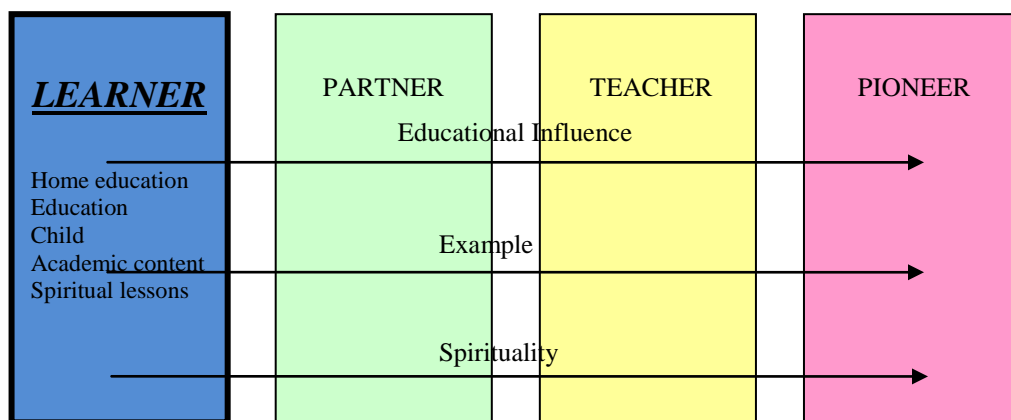 LEARNER
PARTNER
TEACHER
PIONEER
Educational Influence
Home education
Education
Child
Academic content
Spiritual lessons
Example
Spirituality